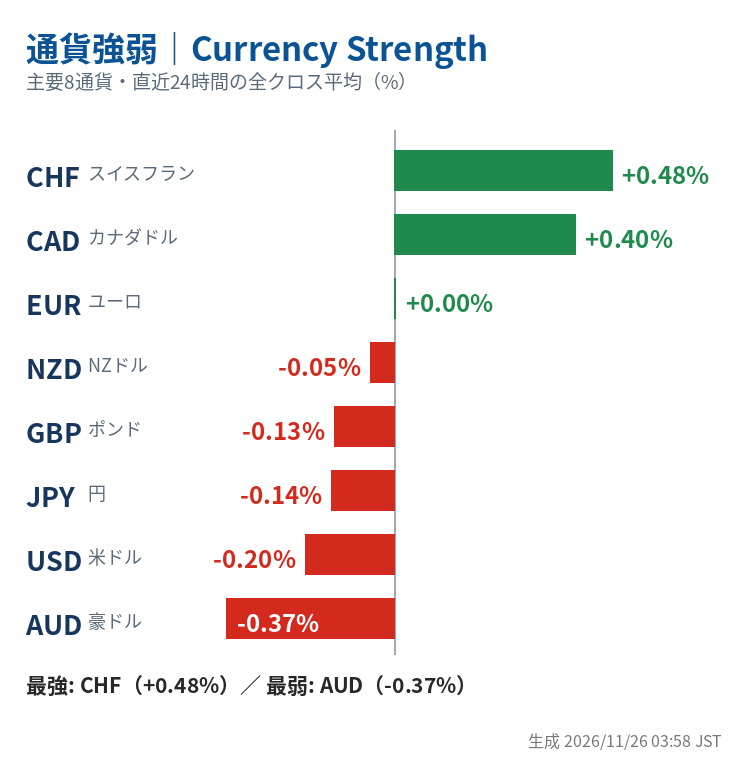 通貨強弱｜Currency Strength
主要8通貨・直近24時間の全クロス平均（%）
CHF スイスフラン +0.48%
CAD カナダドル +0.40%
EUR ユーロ +0.00%
NZD NZドル -0.05%
GBP ポンド -0.13%
JPY 円 -0.14%
USD 米ドル -0.20%
AUD 豪ドル -0.37%
最強: CHF（+0.48%）／ 最弱: AUD（-0.37%）
生成 2026/11/26 03:58 JST